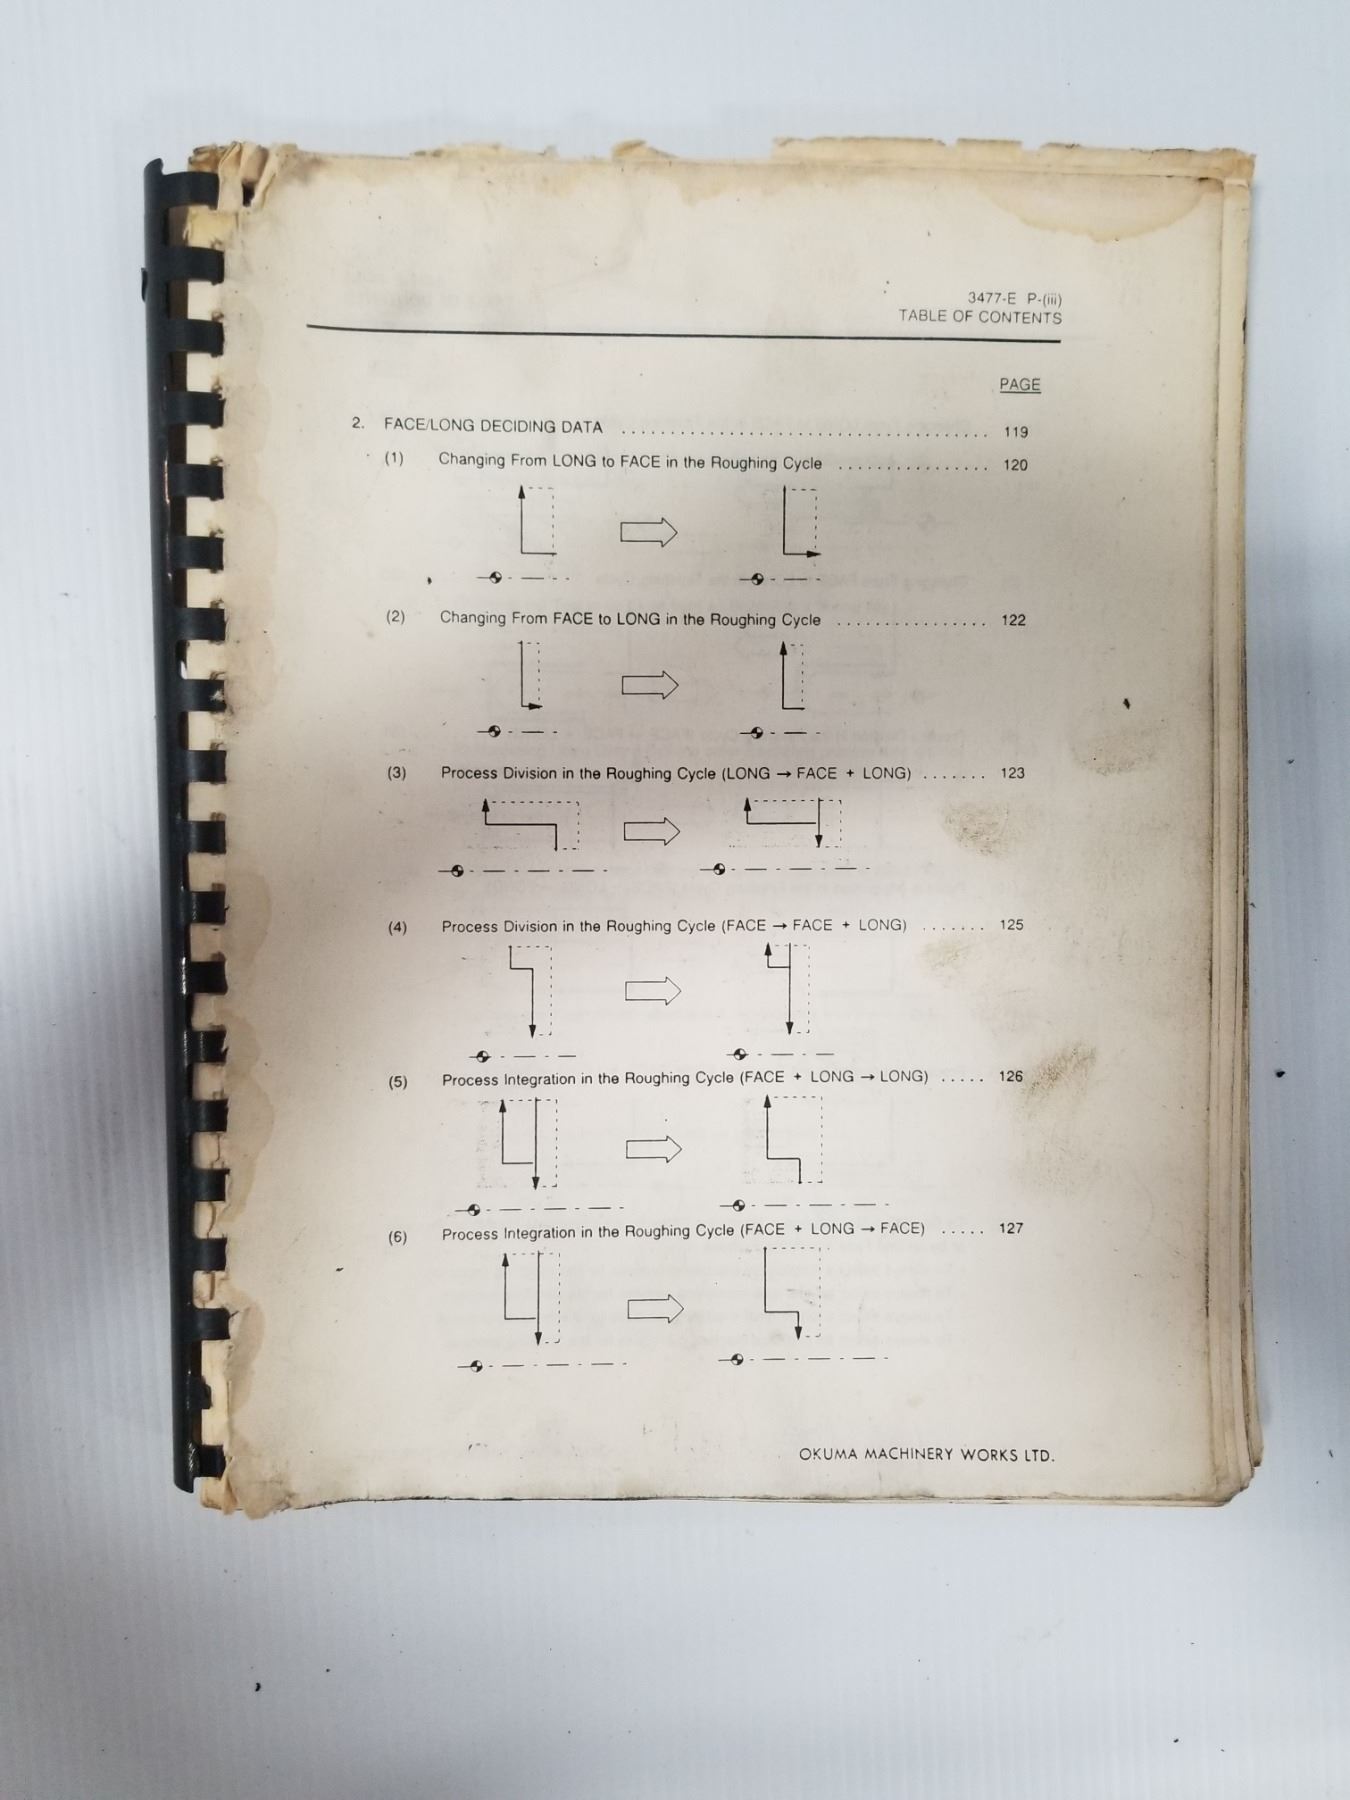 3477-E P-(iii)
TABLE OF CONTENTS
PAGE
2. FACE/LONG DECIDING DATA ...................................... 119
(1) Changing From LONG to FACE in the Roughing Cycle ................ 120
(2) Changing From FACE to LONG in the Roughing Cycle ................ 122
(3) Process Division in the Roughing Cycle (LONG → FACE + LONG) ....... 123
(4) Process Division in the Roughing Cycle (FACE → FACE + LONG) ....... 125
(5) Process Integration in the Roughing Cycle (FACE + LONG → LONG) ..... 126
(6) Process Integration in the Roughing Cycle (FACE + LONG → FACE) ..... 127
OKUMA MACHINERY WORKS LTD.